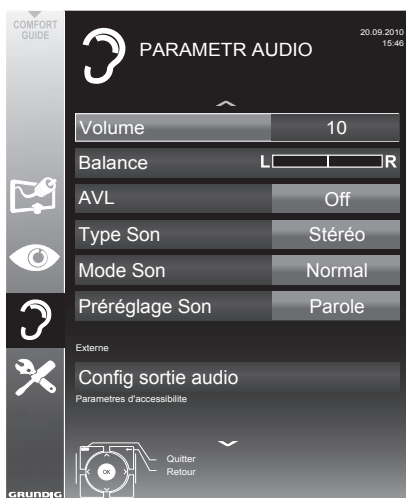 COMFORT
GUIDE
PARAMETR AUDIO
20.09.2010
15:46
Volume 10
Balance L R
AVL Off
Type Son Stéréo
Mode Son Normal
Préréglage Son Parole
Externe
Config sortie audio
Parametres d'accessibilite
OK
Quitter
Retour
GRUNDIG